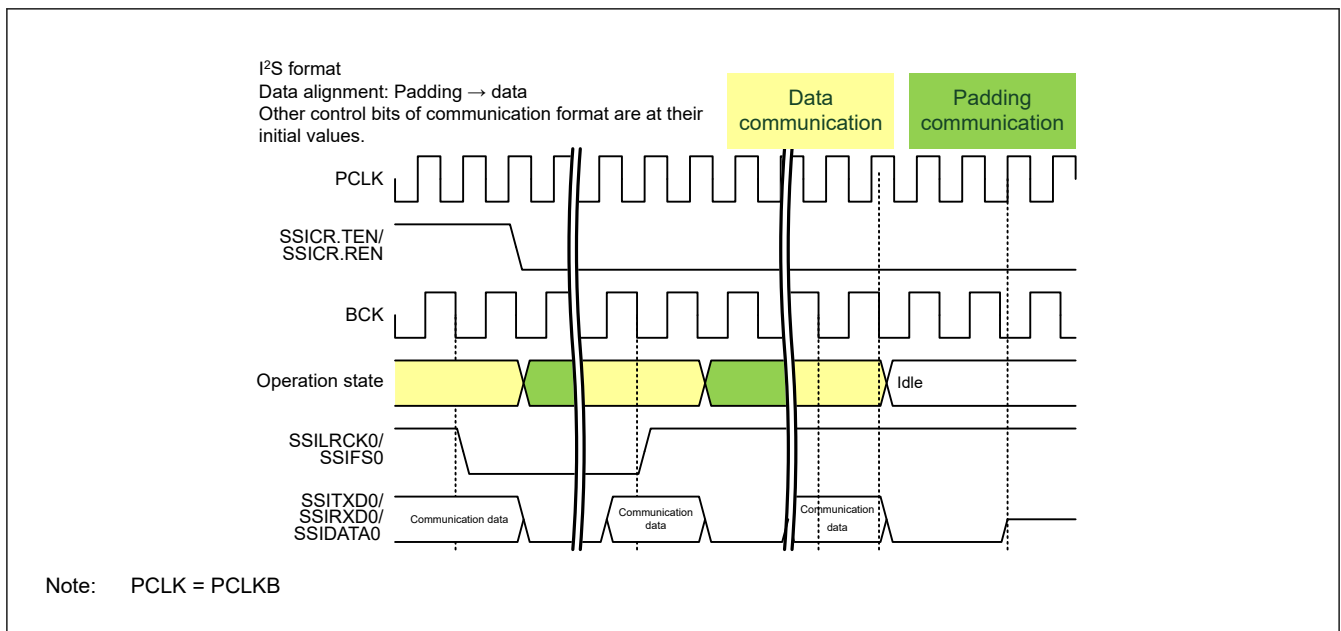 I²S format
Data alignment: Padding → data
Other control bits of communication format are at their
initial values.
Data
communication
Padding
communication
PCLK
SSICR.TEN/
SSICR.REN
BCK
Operation state
Idle
SSILRCK0/
SSIFS0
SSITXD0/
SSIRXD0/
SSIDATA0
Communication data
Communication
data
Communication
data
Note: PCLK = PCLKB